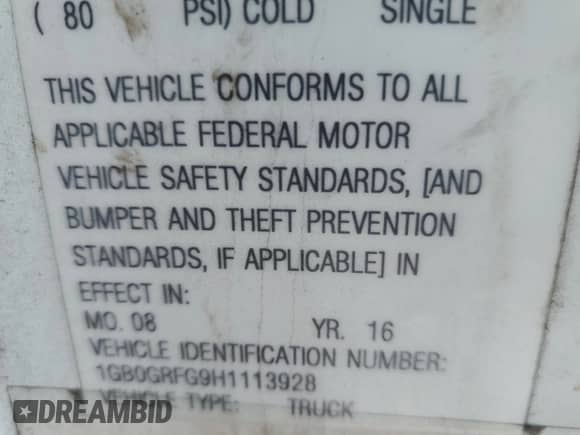 ( 80 PSI) COLD SINGLE
THIS VEHICLE CONFORMS TO ALL
APPLICABLE FEDERAL MOTOR
VEHICLE SAFETY STANDARDS, [AND
BUMPER AND THEFT PREVENTION
STANDARDS, IF APPLICABLE] IN
EFFECT IN:
MO. 08 YR. 16
VEHICLE IDENTIFICATION NUMBER:
1GB0GRFG9H1113928
VEHICLE TYPE: TRUCK
DREAMBID